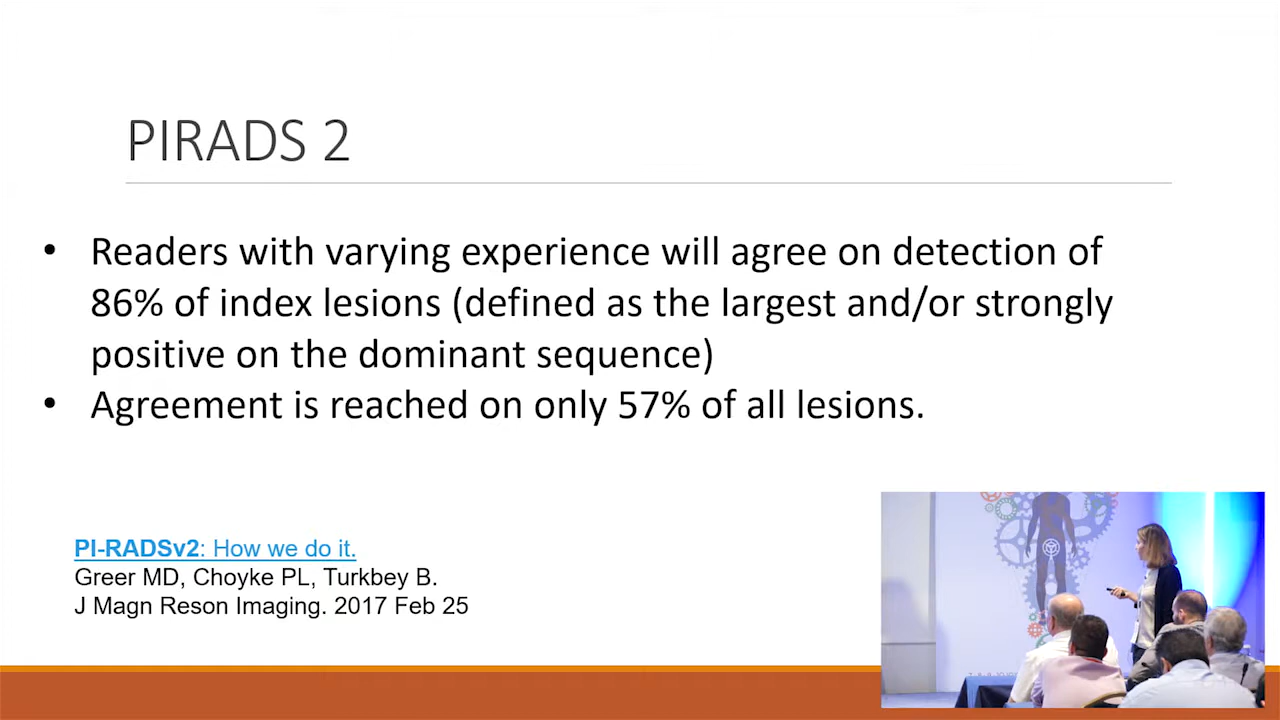 PIRADS 2
• Readers with varying experience will agree on detection of
86% of index lesions (defined as the largest and/or strongly
positive on the dominant sequence)
• Agreement is reached on only 57% of all lesions.
PI-RADSv2: How we do it.
Greer MD, Choyke PL, Turkbey B.
J Magn Reson Imaging. 2017 Feb 25